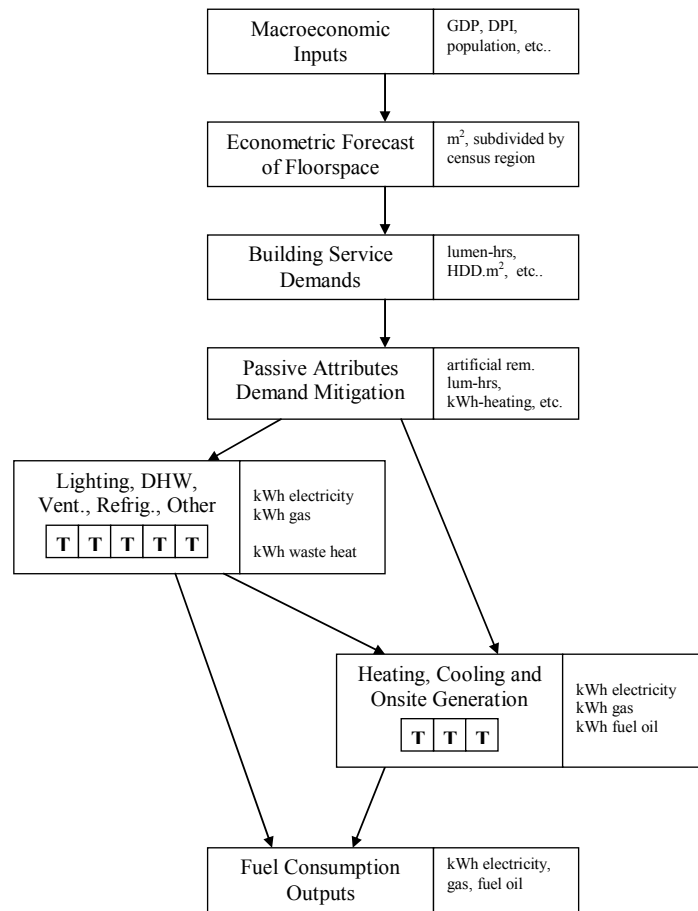 Macroeconomic
Inputs
GDP, DPI,
population, etc..
Econometric Forecast
of Floorspace
m², subdivided by
census region
Building Service
Demands
lumen-hrs,
HDD.m², etc..
Passive Attributes
Demand Mitigation
artificial rem.
lum-hrs,
kWh-heating, etc.
Lighting, DHW,
Vent., Refrig., Other
T T T T T
kWh electricity
kWh gas
kWh waste heat
Heating, Cooling and
Onsite Generation
T T T
kWh electricity
kWh gas
kWh fuel oil
Fuel Consumption
Outputs
kWh electricity,
gas, fuel oil